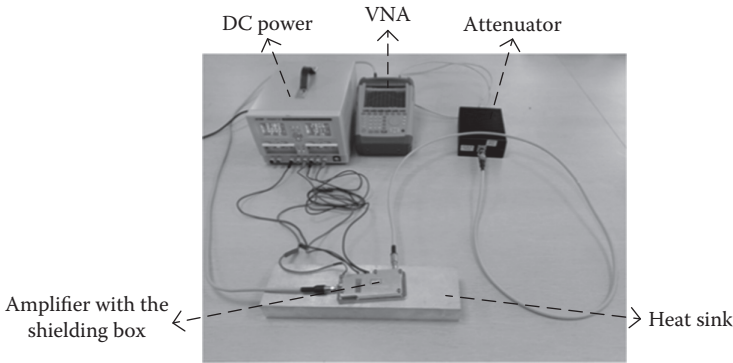 DC power
VNA
Attenuator
Amplifier with the
shielding box
Heat sink